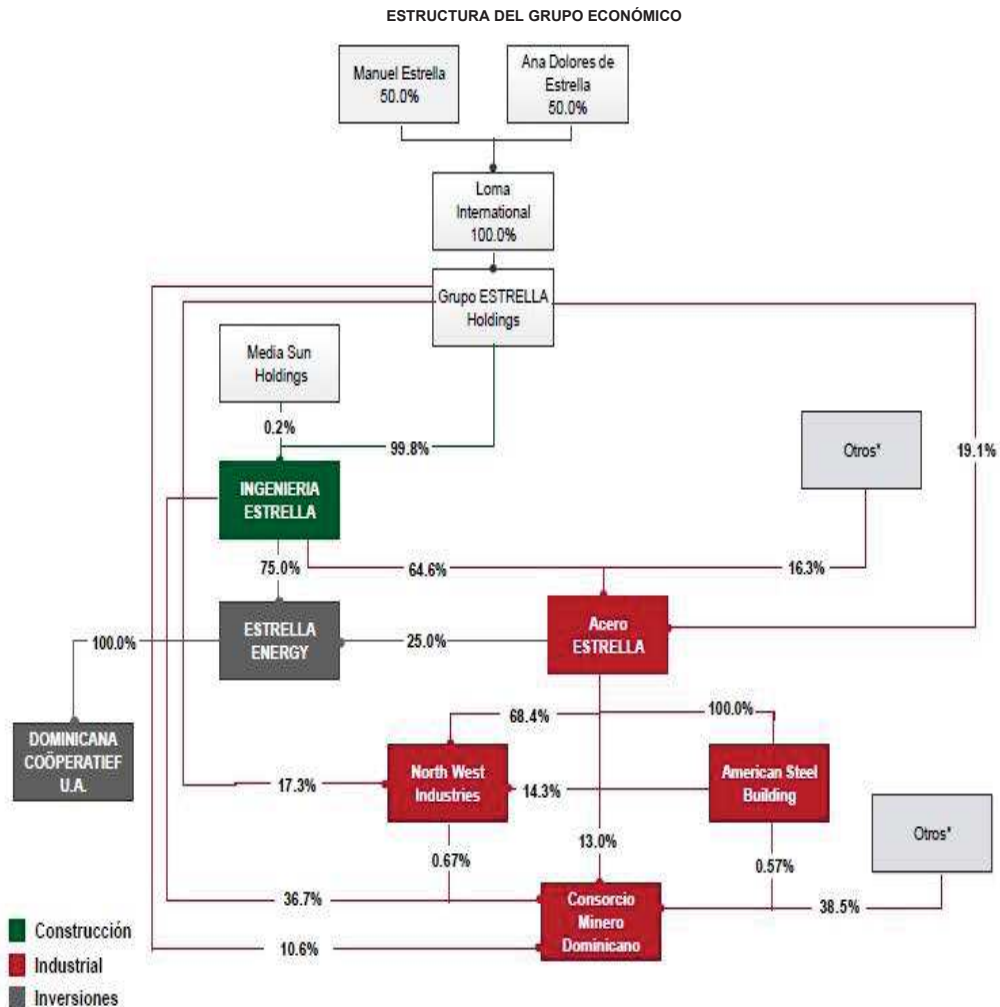 ESTRUCTURA DEL GRUPO ECONÓMICO
Manuel Estrella
50.0%
Ana Dolores de
Estrella
50.0%
Loma
International
100.0%
Grupo ESTRELLA
Holdings
Media Sun
Holdings
0.2%
99.8%
Otros*
19.1%
INGENIERIA
ESTRELLA
75.0%
64.6%
16.3%
100.0%
ESTRELLA
ENERGY
25.0%
Acero
ESTRELLA
68.4%
100.0%
DOMINICANA
COÖPERATIEF
U.A.
17.3%
North West
Industries
14.3%
American Steel
Building
Otros*
0.67%
13.0%
0.57%
36.7%
Consorcio
Minero
Dominicano
38.5%
10.6%
Construcción
Industrial
Inversiones